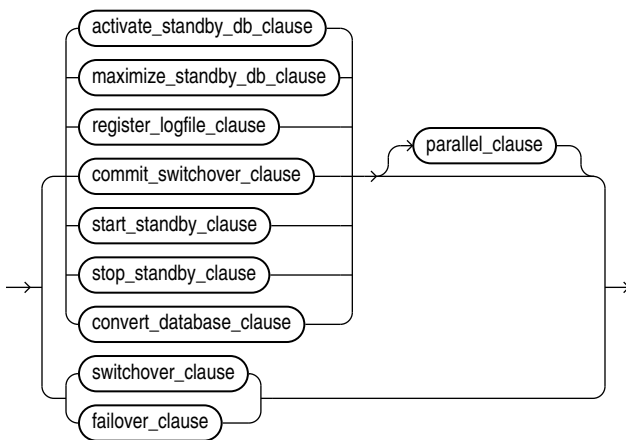 activate_standby_db_clause
maximize_standby_db_clause
register_logfile_clause
parallel_clause
commit_switchover_clause
start_standby_clause
stop_standby_clause
convert_database_clause
switchover_clause
failover_clause